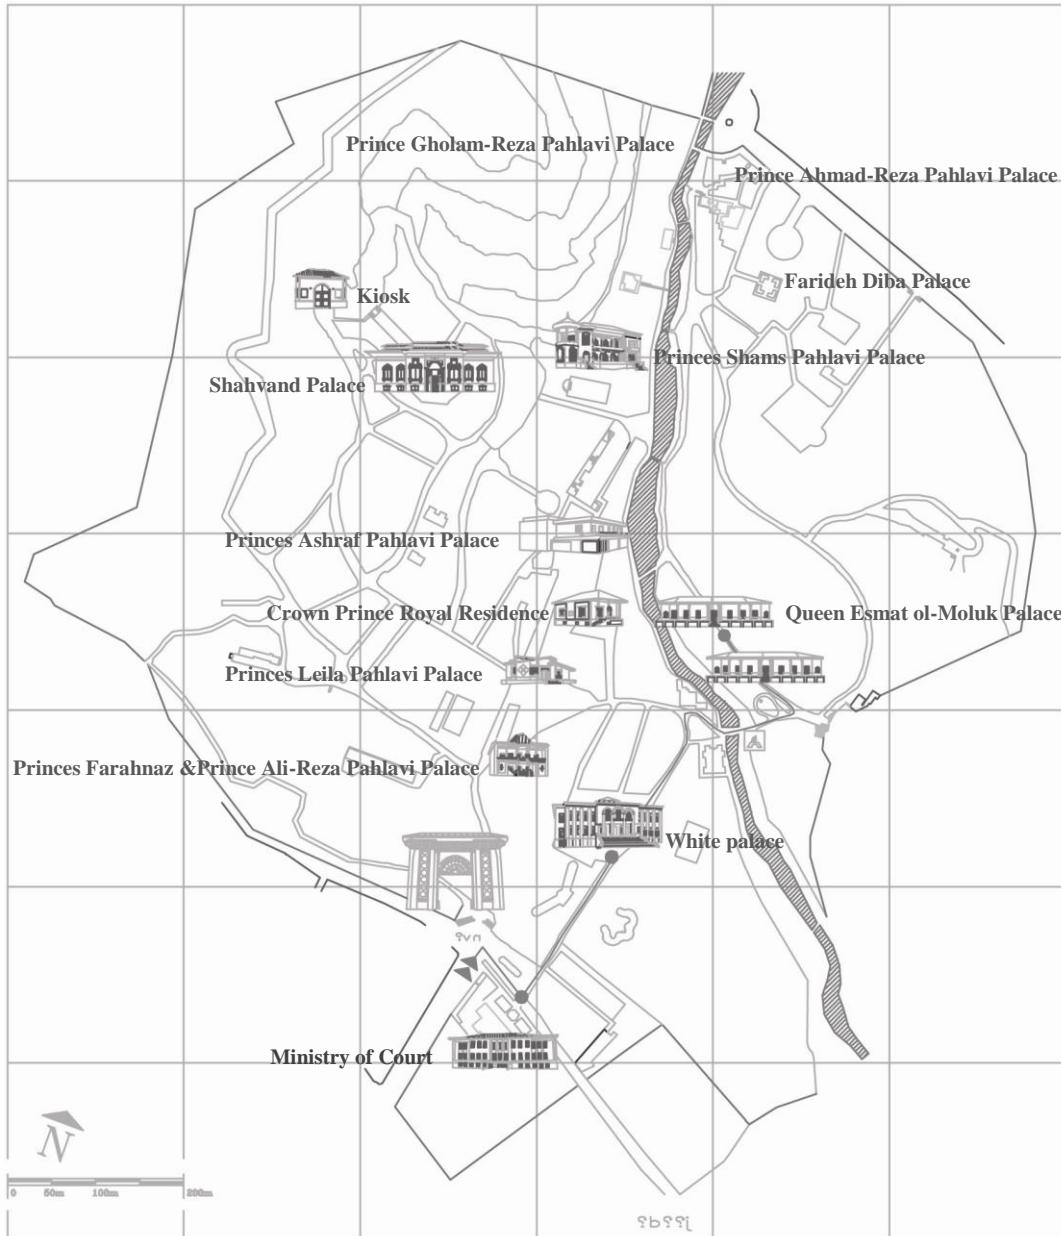 Prince Gholam-Reza Pahlavi Palace
Prince Ahmad-Reza Pahlavi Palace
Farideh Diba Palace
Kiosk
Princes Shams Pahlavi Palace
Shahvand Palace
Princes Ashraf Pahlavi Palace
Crown Prince Royal Residence
Queen Esmat ol-Moluk Palace
Princes Leila Pahlavi Palace
Princes Farahnaz &Prince Ali-Reza Pahlavi Palace
White palace
Ministry of Court
N
0 50m 100m 200m